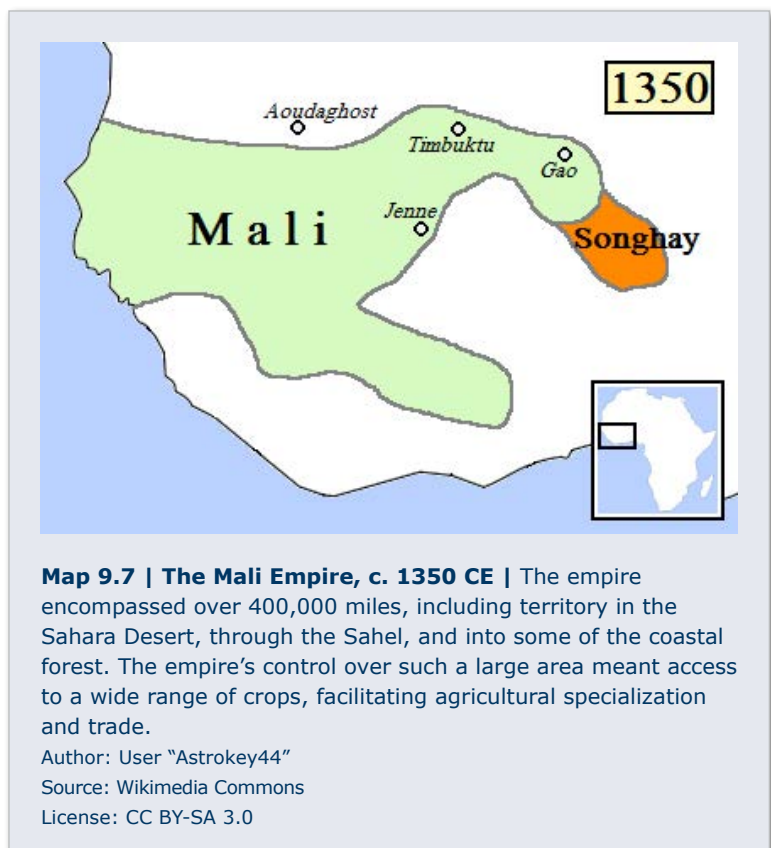 1350
Aoudaghost
Timbuktu
Gao
Jenne
Mali
Songhay
Map 9.7 | The Mali Empire, c. 1350 CE | The empire
encompassed over 400,000 miles, including territory in the
Sahara Desert, through the Sahel, and into some of the coastal
forest. The empire’s control over such a large area meant access
to a wide range of crops, facilitating agricultural specialization
and trade.
Author: User “Astrokey44”
Source: Wikimedia Commons
License: CC BY-SA 3.0